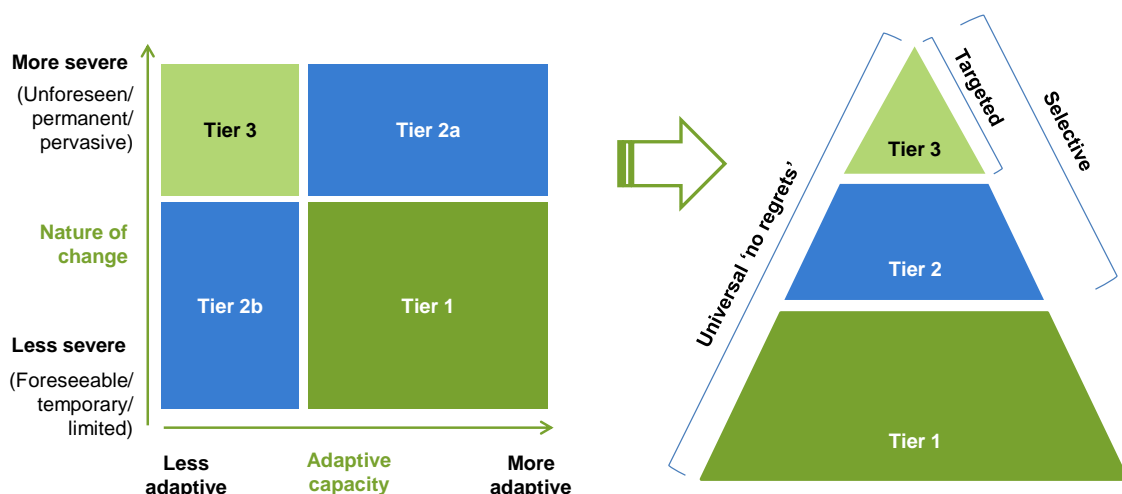 More severe
(Unforeseen/
permanent/
pervasive)
Nature of
change
Less severe
(Foreseeable/
temporary/
limited)
Tier 3
Tier 2a
Tier 2b
Tier 1
Less
adaptive
Adaptive
capacity
More
adaptive
Universal ‘no regrets’
Targeted
Selective
Tier 3
Tier 2
Tier 1